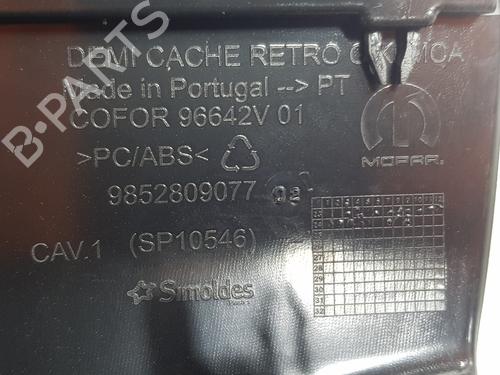 DEMI CACHE RETRO
Made in Portugal --> PT
COFOR 96642V 01
>PC/ABS<
MOPAR
9852809077
CAV.1 (SP10546)
Simoldes
B-PARTS